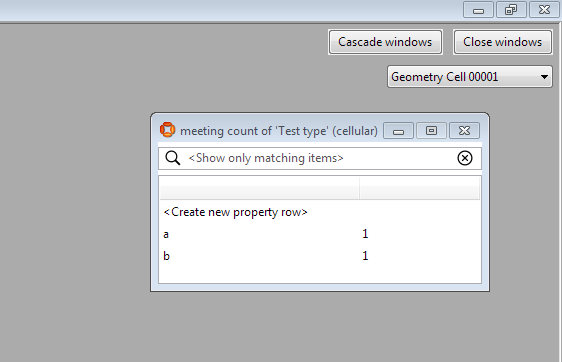 Cascade windows Close windows
Geometry Cell 00001
meeting count of 'Test type' (cellular)
<Show only matching items>
<Create new property row>
a 1
b 1